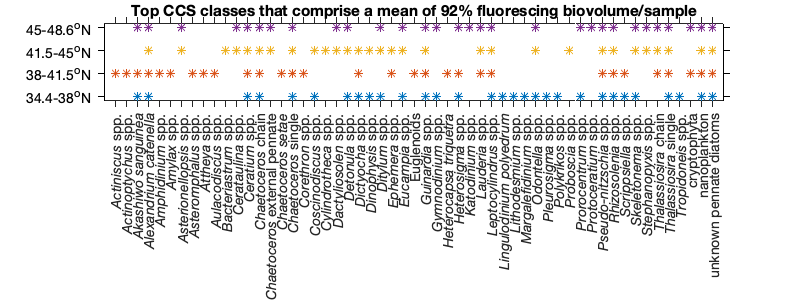 Top CCS classes that comprise a mean of 92% fluorescing biovolume/sample
45-48.6°N
41.5-45°N
38-41.5°N
34.4-38°N
Actiniscus spp.
Actinoptychus spp.
Akashiwo sanguinea
Alexandrium catenella
Amphidinium spp.
Amylax spp.
Asterionellopsis spp.
Asteromphalus spp.
Attheya spp.
Aulacodiscus spp.
Bacteriastrum spp.
Cerataulina spp.
Ceratium spp.
Chaetoceros chain
Chaetoceros external pennate
Chaetoceros setae
Chaetoceros single
Corethron spp.
Coscinodiscus spp.
Cylindrotheca spp.
Dactyliosolen spp.
Detonula spp.
Dictyocha spp.
Dinophysis spp.
Ditylum spp.
Ephemera spp.
Eucampia spp.
Euglenoids
Guinardia spp.
Gymnodinium spp.
Heterocapsa triquetra
Heterosigma spp.
Katodinium spp.
Lauderia spp.
Leptocylindrus spp.
Lingulodinium polyedrum
Lithodesmium spp.
Margalefidinium spp.
Odontella spp.
Pleurosigma spp.
Polykrikos spp.
Proboscia spp.
Prorocentrum spp.
Protoceratium spp.
Pseudo-nitzschia spp.
Rhizosolenia spp.
Scrippsiella spp.
Skeletonema spp.
Stephanopyxis spp.
Thalassiosira chain
Thalassiosira single
Tropidoneis spp.
cryptophyta
nanoplankton
unknown pennate diatoms